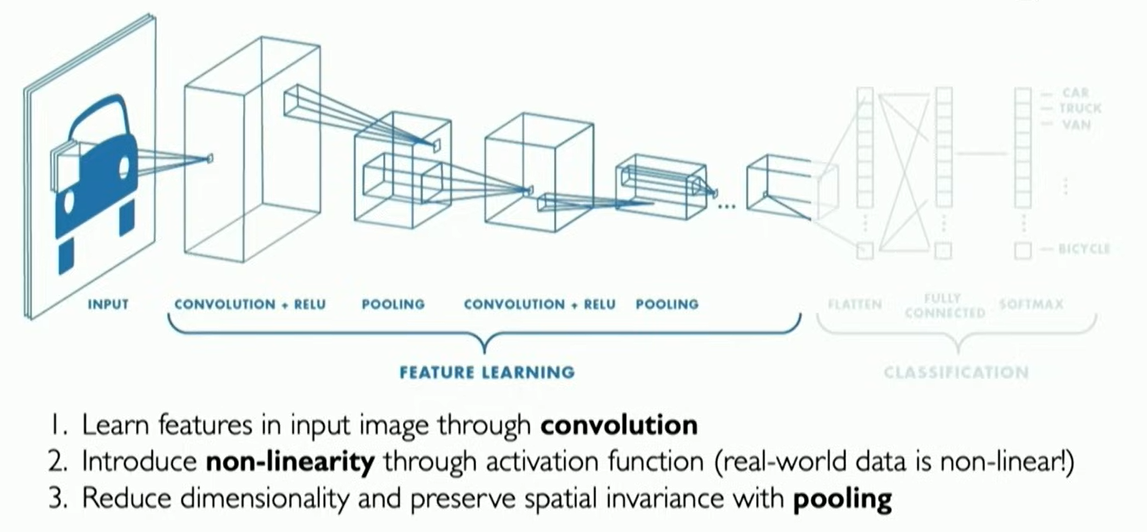 CAR
TRUCK
VAN
BICYCLE
INPUT
CONVOLUTION + RELU
POOLING
CONVOLUTION + RELU
POOLING
FLATTEN
FULLY
CONNECTED
SOFTMAX
FEATURE LEARNING
CLASSIFICATION
1. Learn features in input image through convolution
2. Introduce non-linearity through activation function (real-world data is non-linear!)
3. Reduce dimensionality and preserve spatial invariance with pooling